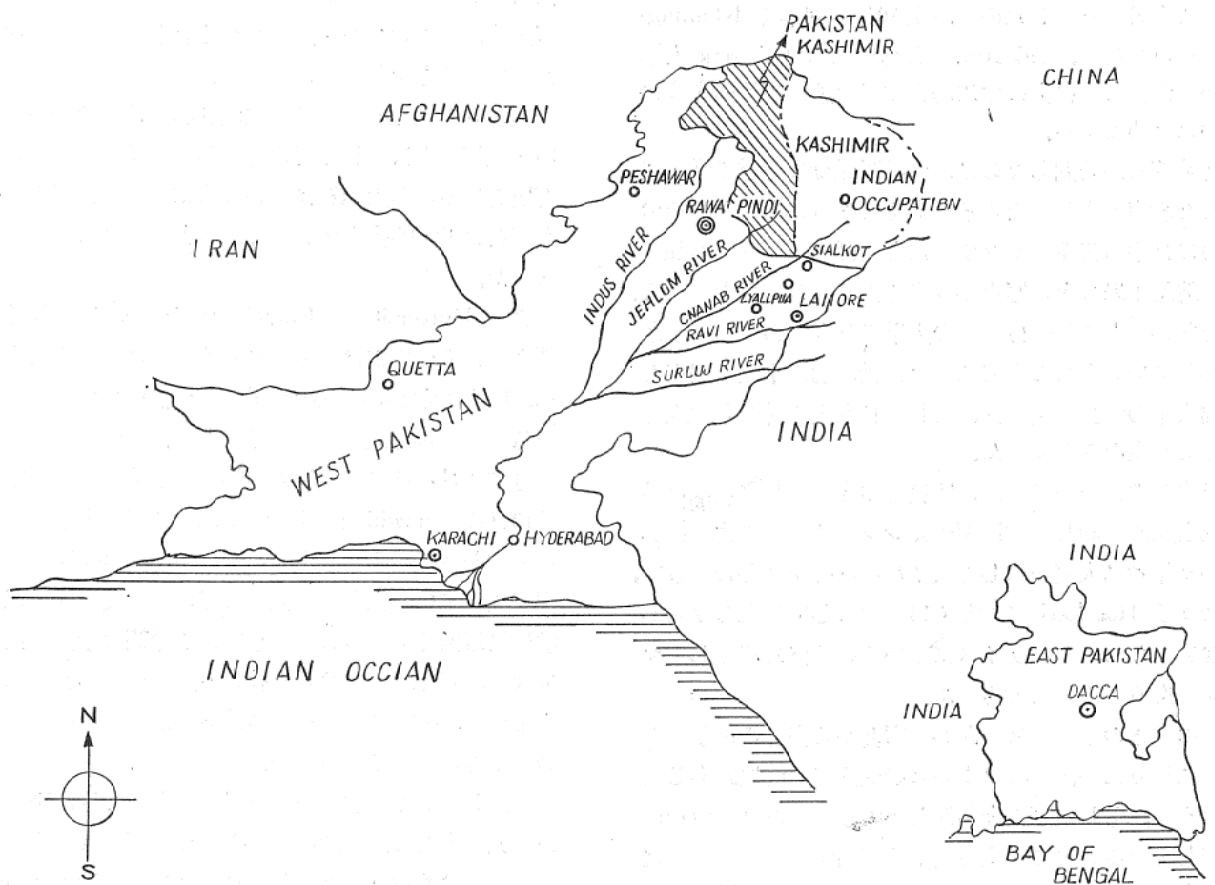 PAKISTAN
KASHIMIR
CHINA
AFGHANISTAN
KASHIMIR
PESHAWAR
INDIAN
OCCJPATIBN
RAWA PINDI
IRAN
SIALKOT
INDUS RIVER
JEHLOM RIVER
CNANAB RIVER
LYALLPUA
LAHORE
RAVI RIVER
QUETTA
SURLUJ RIVER
WEST PAKISTAN
INDIA
KARACHI
HYDERABAD
INDIA
EAST PAKISTAN
INDIAN OCCIAN
DACCA
INDIA
N
S
BAY OF
BENGAL